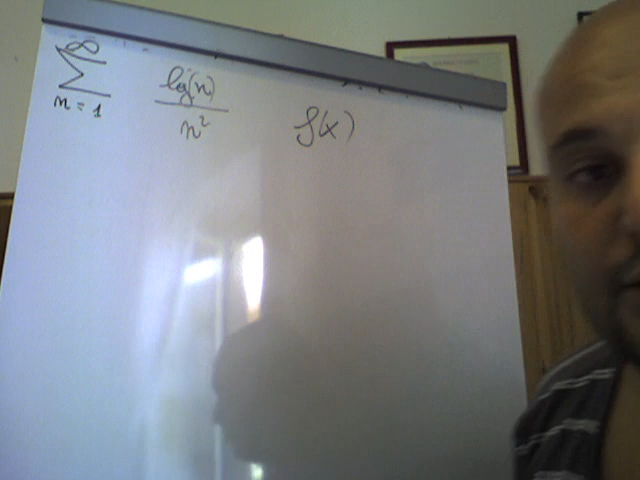 ∞
∑ log(n) / n² f(x)
n = 1